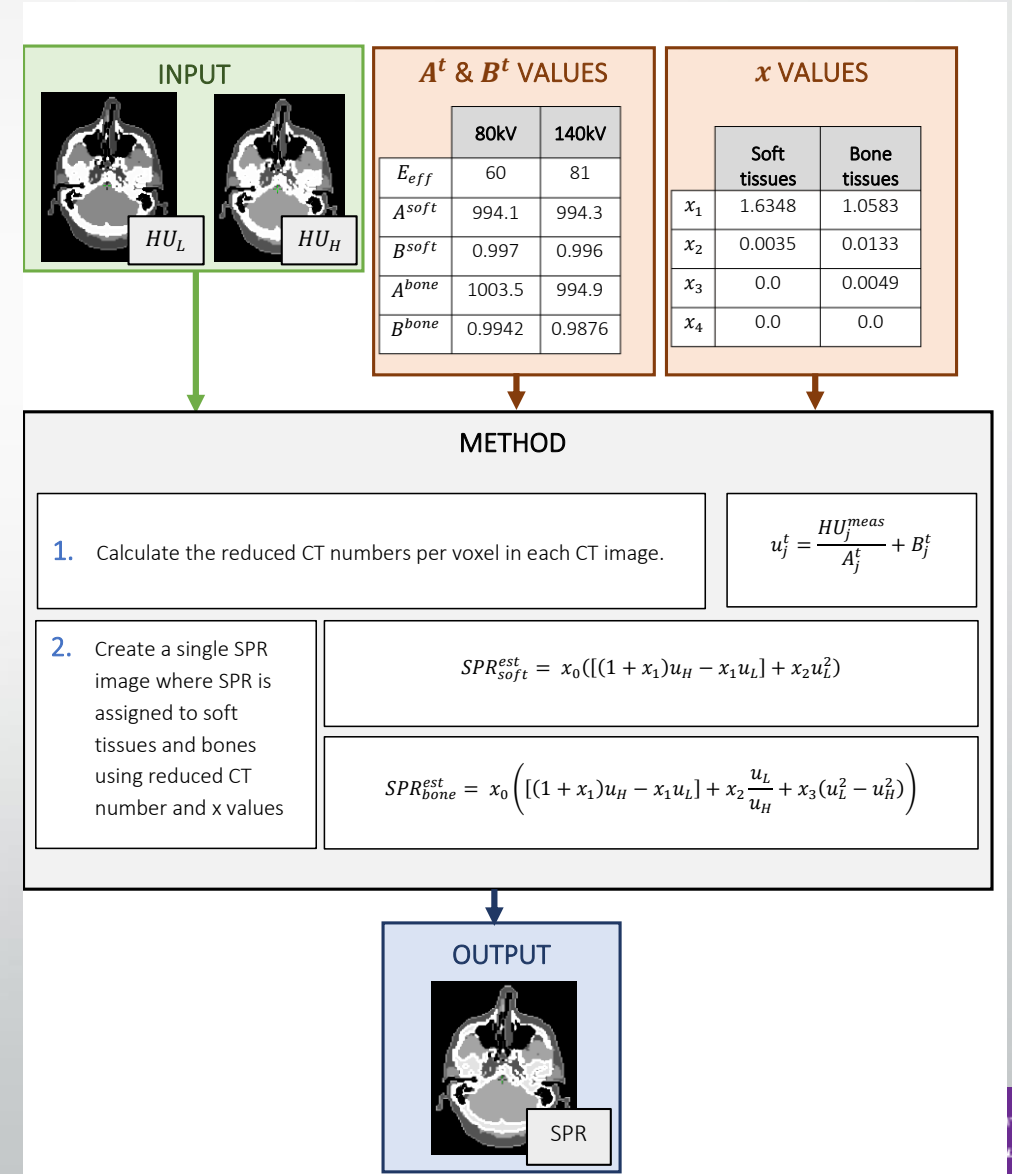 INPUT
HU_L
HU_H
A^t & B^t VALUES
80kV 140kV
E_eff 60 81
A^soft 994.1 994.3
B^soft 0.997 0.996
A^bone 1003.5 994.9
B^bone 0.9942 0.9876
x VALUES
Soft tissues Bone tissues
x_1 1.6348 1.0583
x_2 0.0035 0.0133
x_3 0.0 0.0049
x_4 0.0 0.0
METHOD
1. Calculate the reduced CT numbers per voxel in each CT image.
u_j^t = HU_j^meas / A_j^t + B_j^t
2. Create a single SPR
image where SPR is
assigned to soft
tissues and bones
using reduced CT
number and x values
SPR_soft^est = x_0([(1 + x_1)u_H − x_1u_L] + x_2u_L^2)
SPR_bone^est = x_0([(1 + x_1)u_H − x_1u_L] + x_2 u_L/u_H + x_3(u_L^2 − u_H^2))
OUTPUT
SPR